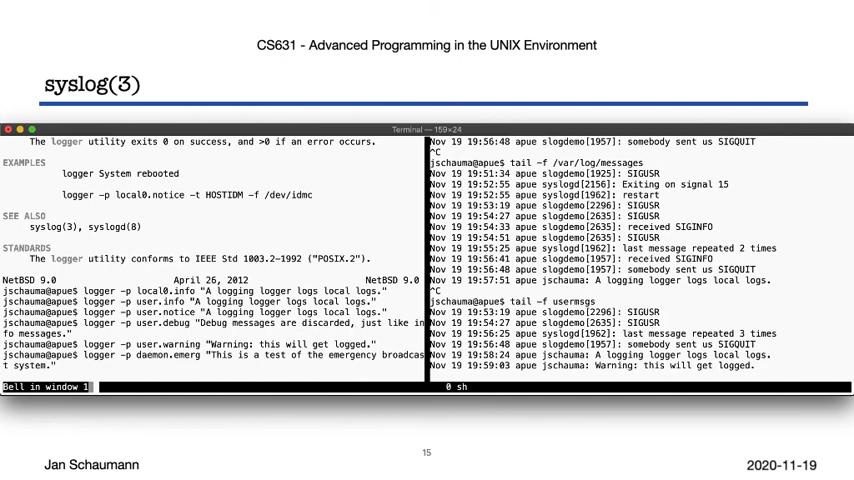 CS631 - Advanced Programming in the UNIX Environment
syslog(3)
Terminal — 159×24
The logger utility exits 0 on success, and >0 if an error occurs.
EXAMPLES
logger System rebooted
logger -p local0.notice -t HOSTIDM -f /dev/idmc
SEE ALSO
syslog(3), syslogd(8)
STANDARDS
The logger utility conforms to IEEE Std 1003.2-1992 ("POSIX.2").
NetBSD 9.0 April 26, 2012 NetBSD 9.0
jschauma@apue$ logger -p local0.info "A logging logger logs local logs."
jschauma@apue$ logger -p user.info "A logging logger logs local logs."
jschauma@apue$ logger -p user.notice "A logging logger logs local logs."
jschauma@apue$ logger -p user.debug "Debug messages are discarded, just like in
fo messages."
jschauma@apue$ logger -p user.warning "Warning: this will get logged."
jschauma@apue$ logger -p daemon.emerg "This is a test of the emergency broadcas
t system."
Bell in window 1
Nov 19 19:56:48 apue slogdemo[1957]: somebody sent us SIGQUIT
^C
jschauma@apue$ tail -f /var/log/messages
Nov 19 19:51:34 apue slogdemo[1925]: SIGUSR
Nov 19 19:52:55 apue syslogd[2156]: Exiting on signal 15
Nov 19 19:52:55 apue syslogd[1962]: restart
Nov 19 19:53:19 apue slogdemo[2296]: SIGUSR
Nov 19 19:54:27 apue slogdemo[2635]: SIGUSR
Nov 19 19:54:33 apue slogdemo[2635]: received SIGINFO
Nov 19 19:54:51 apue slogdemo[2635]: SIGUSR
Nov 19 19:55:25 apue syslogd[1962]: last message repeated 2 times
Nov 19 19:56:41 apue slogdemo[1957]: received SIGINFO
Nov 19 19:56:48 apue slogdemo[1957]: somebody sent us SIGQUIT
Nov 19 19:57:51 apue jschauma: A logging logger logs local logs.
^C
jschauma@apue$ tail -f usermsgs
Nov 19 19:53:19 apue slogdemo[2296]: SIGUSR
Nov 19 19:54:27 apue slogdemo[2635]: SIGUSR
Nov 19 19:56:25 apue syslogd[1962]: last message repeated 3 times
Nov 19 19:56:48 apue slogdemo[1957]: somebody sent us SIGQUIT
Nov 19 19:58:24 apue jschauma: A logging logger logs local logs.
Nov 19 19:59:03 apue jschauma: Warning: this will get logged.
0 sh
15
Jan Schaumann
2020-11-19